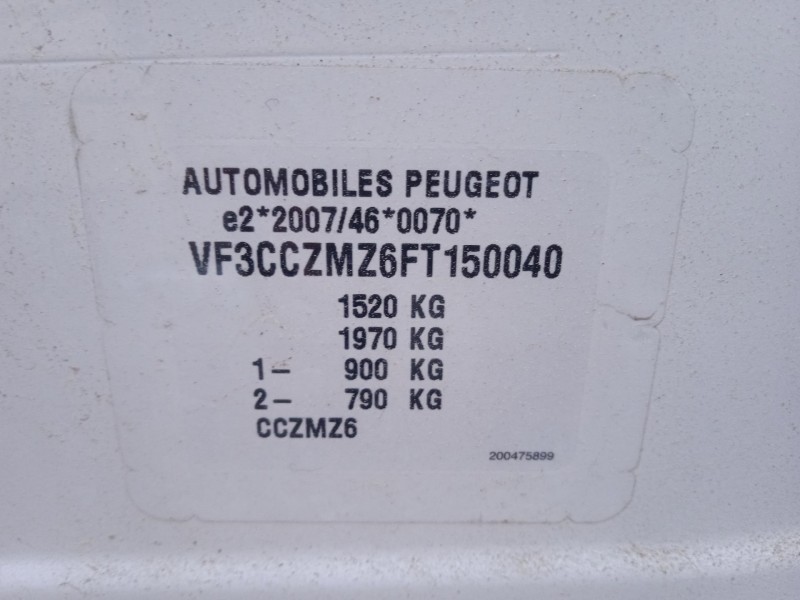 AUTOMOBILES PEUGEOT
e2*2007/46*0070*
VF3CCZMZ6FT150040
1520 KG
1970 KG
1- 900 KG
2- 790 KG
CCZMZ6
200475899